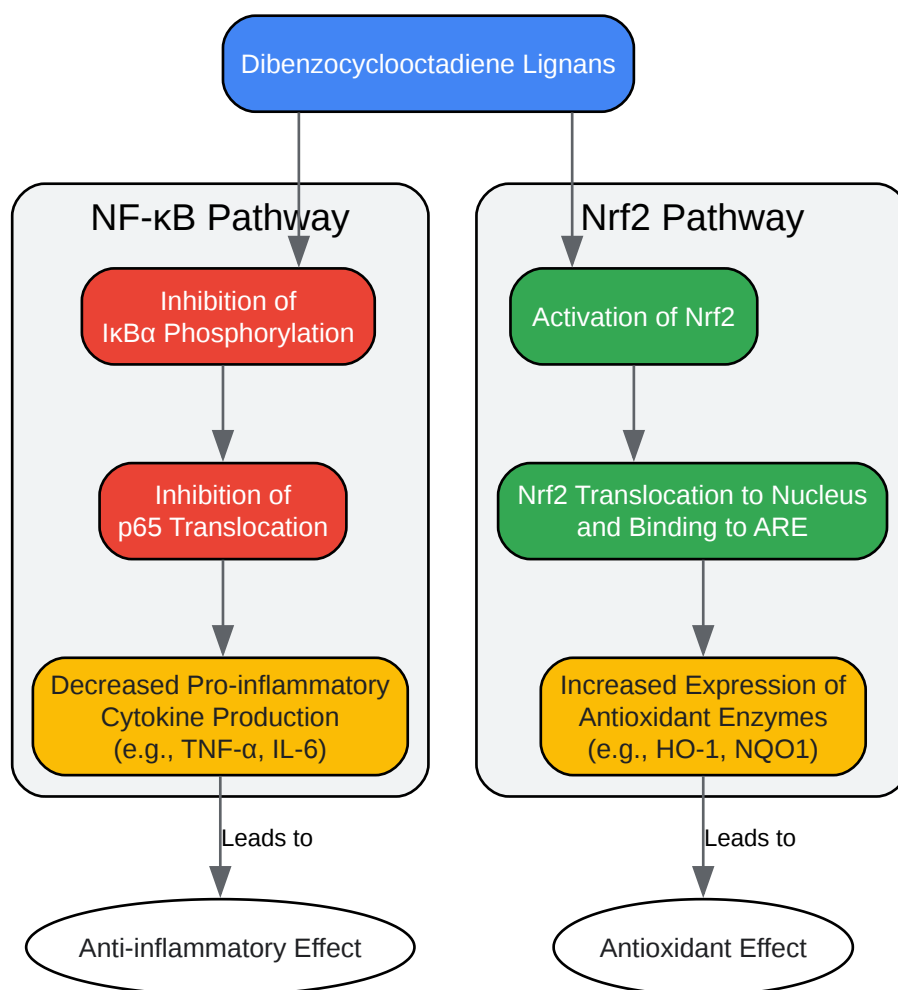 Dibenzocyclooctadiene Lignans
NF-κB Pathway
Inhibition of
IκBα Phosphorylation
Inhibition of
p65 Translocation
Decreased Pro-inflammatory
Cytokine Production
(e.g., TNF-α, IL-6)
Leads to
Anti-inflammatory Effect
Nrf2 Pathway
Activation of Nrf2
Nrf2 Translocation to Nucleus
and Binding to ARE
Increased Expression of
Antioxidant Enzymes
(e.g., HO-1, NQO1)
Leads to
Antioxidant Effect